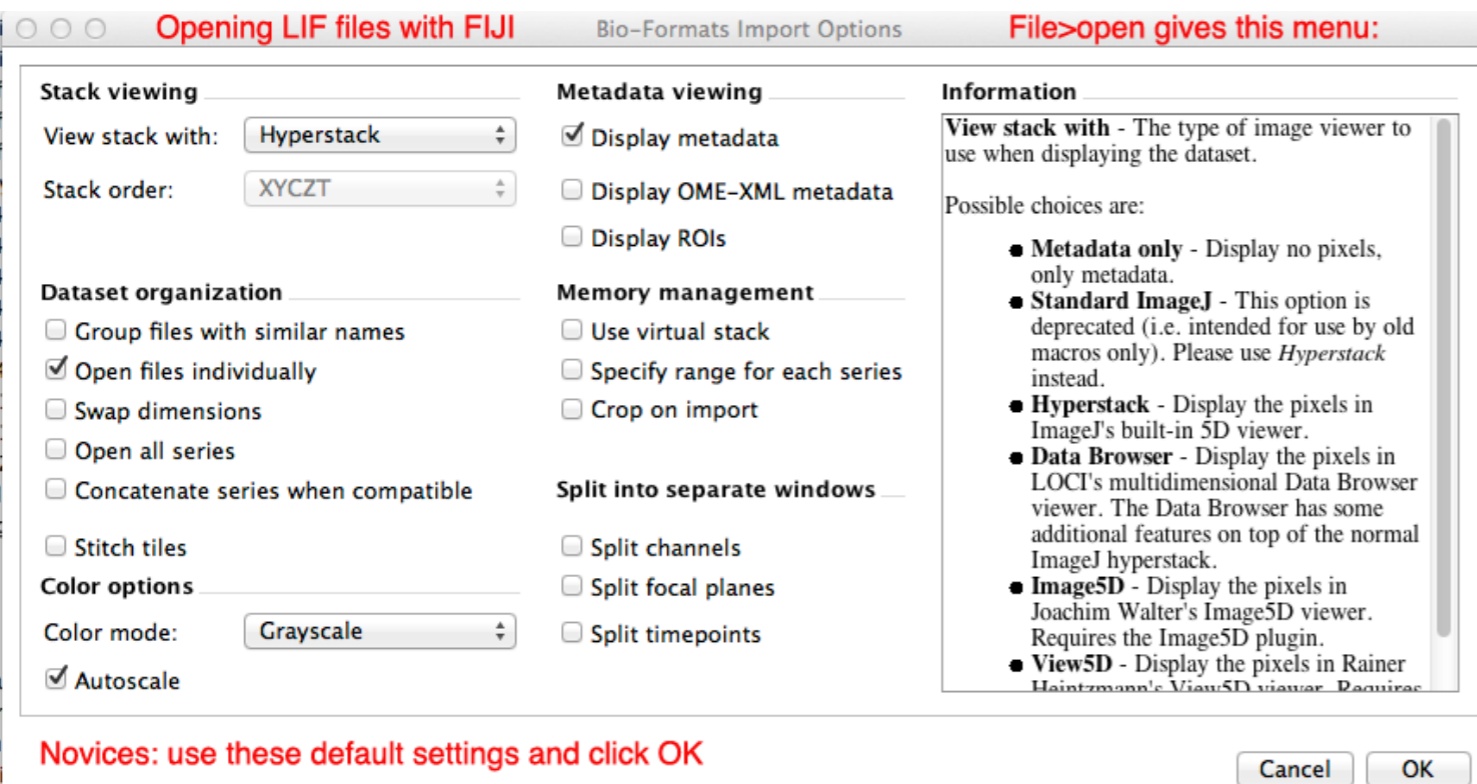 Opening LIF files with FIJI
Bio-Formats Import Options
File>open gives this menu:
Stack viewing
View stack with:
Hyperstack
Stack order:
XYCZT
Dataset organization
Group files with similar names
Open files individually
Swap dimensions
Open all series
Concatenate series when compatible
Stitch tiles
Color options
Color mode:
Grayscale
Autoscale
Metadata viewing
Display metadata
Display OME-XML metadata
Display ROIs
Memory management
Use virtual stack
Specify range for each series
Crop on import
Split into separate windows
Split channels
Split focal planes
Split timepoints
Information
View stack with - The type of image viewer to
use when displaying the dataset.
Possible choices are:
Metadata only - Display no pixels,
only metadata.
Standard ImageJ - This option is
deprecated (i.e. intended for use by old
macros only). Please use Hyperstack
instead.
Hyperstack - Display the pixels in
ImageJ's built-in 5D viewer.
Data Browser - Display the pixels in
LOCI's multidimensional Data Browser
viewer. The Data Browser has some
additional features on top of the normal
ImageJ hyperstack.
Image5D - Display the pixels in
Joachim Walter's Image5D viewer.
Requires the Image5D plugin.
View5D - Display the pixels in Rainer
Heintzmann's View5D viewer. Requires
Novices: use these default settings and click OK
Cancel
OK